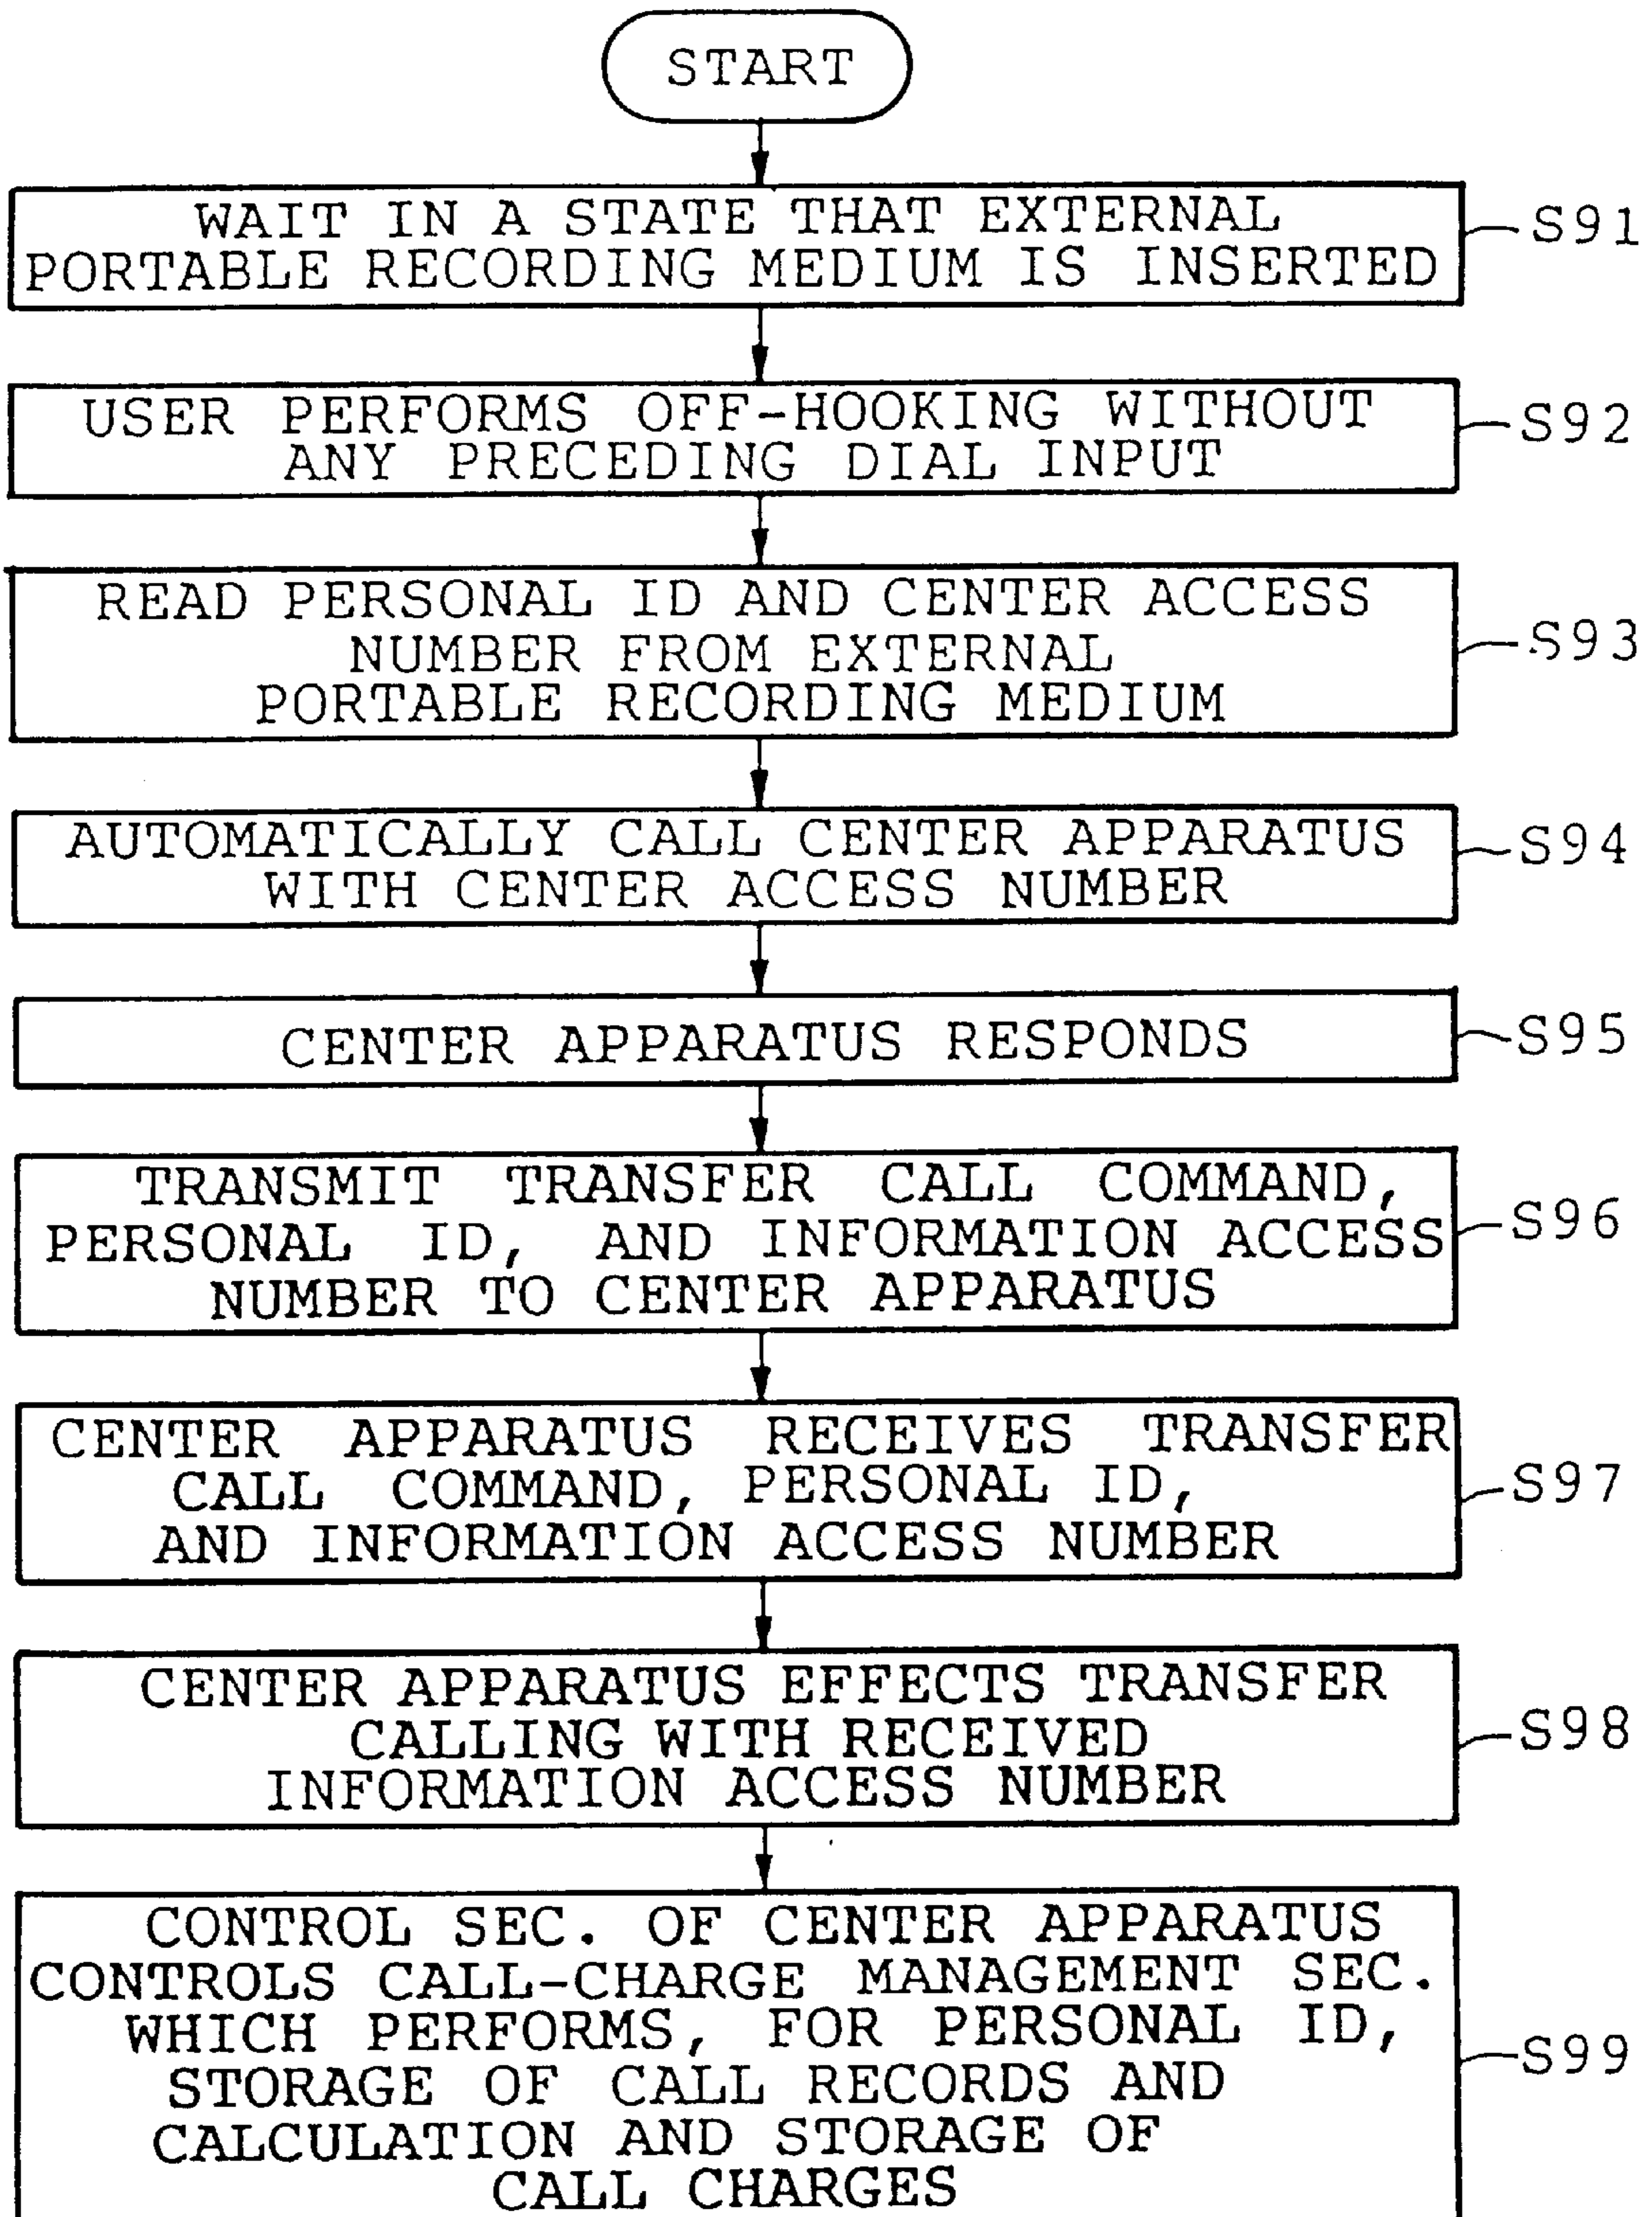 START
WAIT IN A STATE THAT EXTERNAL
PORTABLE RECORDING MEDIUM IS INSERTED
S91
USER PERFORMS OFF-HOOKING WITHOUT
ANY PRECEDING DIAL INPUT
S92
READ PERSONAL ID AND CENTER ACCESS
NUMBER FROM EXTERNAL
PORTABLE RECORDING MEDIUM
S93
AUTOMATICALLY CALL CENTER APPARATUS
WITH CENTER ACCESS NUMBER
S94
CENTER APPARATUS RESPONDS
S95
TRANSMIT TRANSFER CALL COMMAND,
PERSONAL ID, AND INFORMATION ACCESS
NUMBER TO CENTER APPARATUS
S96
CENTER APPARATUS RECEIVES TRANSFER
CALL COMMAND, PERSONAL ID,
AND INFORMATION ACCESS NUMBER
S97
CENTER APPARATUS EFFECTS TRANSFER
CALLING WITH RECEIVED
INFORMATION ACCESS NUMBER
S98
CONTROL SEC. OF CENTER APPARATUS
CONTROLS CALL-CHARGE MANAGEMENT SEC.
WHICH PERFORMS, FOR PERSONAL ID,
STORAGE OF CALL RECORDS AND
CALCULATION AND STORAGE OF
CALL CHARGES
S99